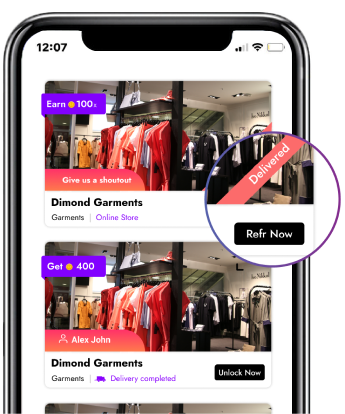 12:07
Earn 100s
Give us a shoutout
Dimond Garments
Garments | Online Store
Delivered
Refr Now
Get 400
Alex John
Dimond Garments
Garments | Delivery completed
Unlock Now